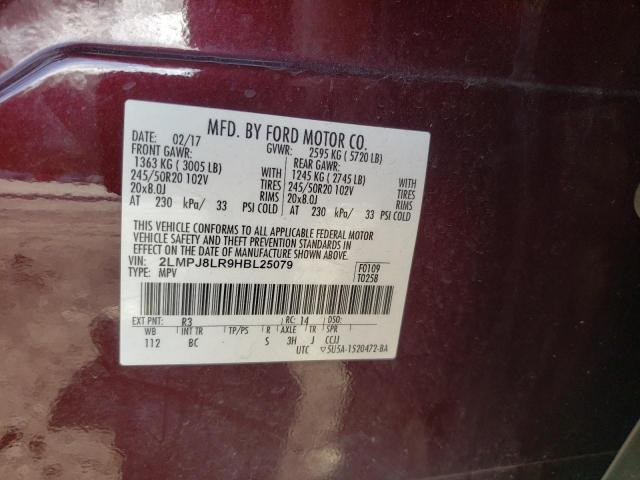 MFD. BY FORD MOTOR CO.
DATE: 02/17 GVWR: 2595 KG ( 5720 LB)
FRONT GAWR: REAR GAWR:
1363 KG ( 3005 LB) WITH 1245 KG ( 2745 LB) WITH
245/50R20 102V TIRES 245/50R20 102V TIRES
20x8.0J RIMS 20x8.0J RIMS
AT 230 kPa/ 33 PSI COLD AT 230 kPa/ 33 PSI COLD
THIS VEHICLE CONFORMS TO ALL APPLICABLE FEDERAL MOTOR
VEHICLE SAFETY AND THEFT PREVENTION STANDARDS IN
EFFECT ON THE DATE OF MANUFACTURE SHOWN ABOVE.
VIN: 2LMPJ8LR9HBL25079 F0109
TYPE: MPV T0258
EXT PNT: R3 RC: 14 DSO:
WB INT TR TP/PS R AXLE TR SPR
112 BC S 3H J CCJJ
UTC ▽5U5A-1520472-BA